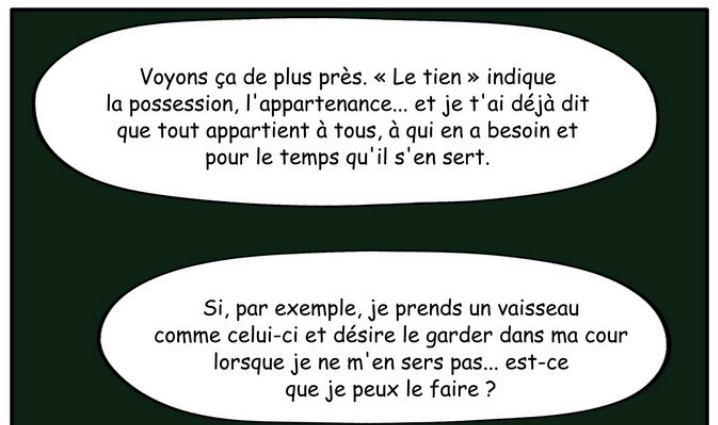 Voyons ça de plus près. « Le tien » indique
la possession, l'appartenance... et je t'ai déjà dit
que tout appartient à tous, à qui en a besoin et
pour le temps qu'il s'en sert.
Si, par exemple, je prends un vaisseau
comme celui-ci et désire le garder dans ma cour
lorsque je ne m'en sers pas... est-ce
que je peux le faire ?